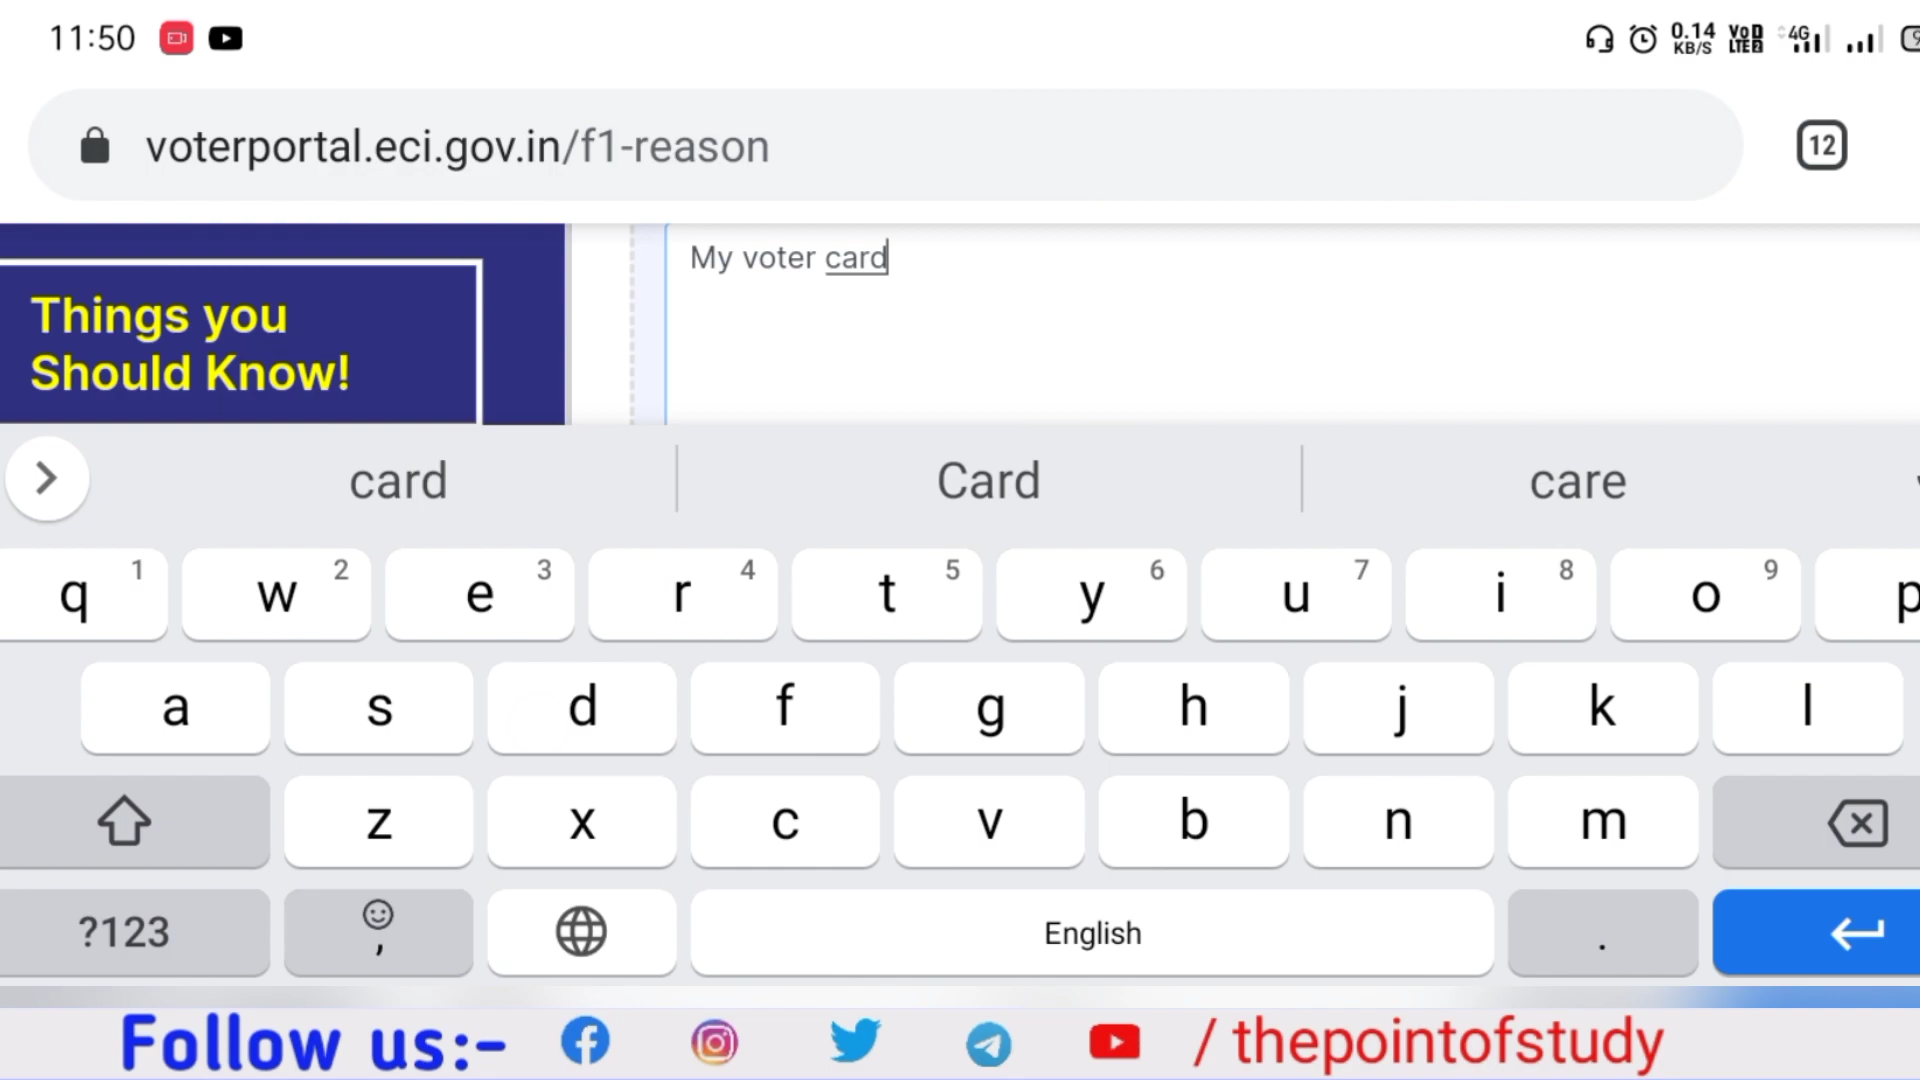 11:50
0.14 KB/S VoD LTE2 4G
voterportal.eci.gov.in/f1-reason
12
My voter card
Things you
Should Know!
card Card care
q 1 w 2 e 3 r 4 t 5 y 6 u 7 i 8 o 9 p
a s d f g h j k l
z x c v b n m
?123 , English .
Follow us:- / thepointofstudy